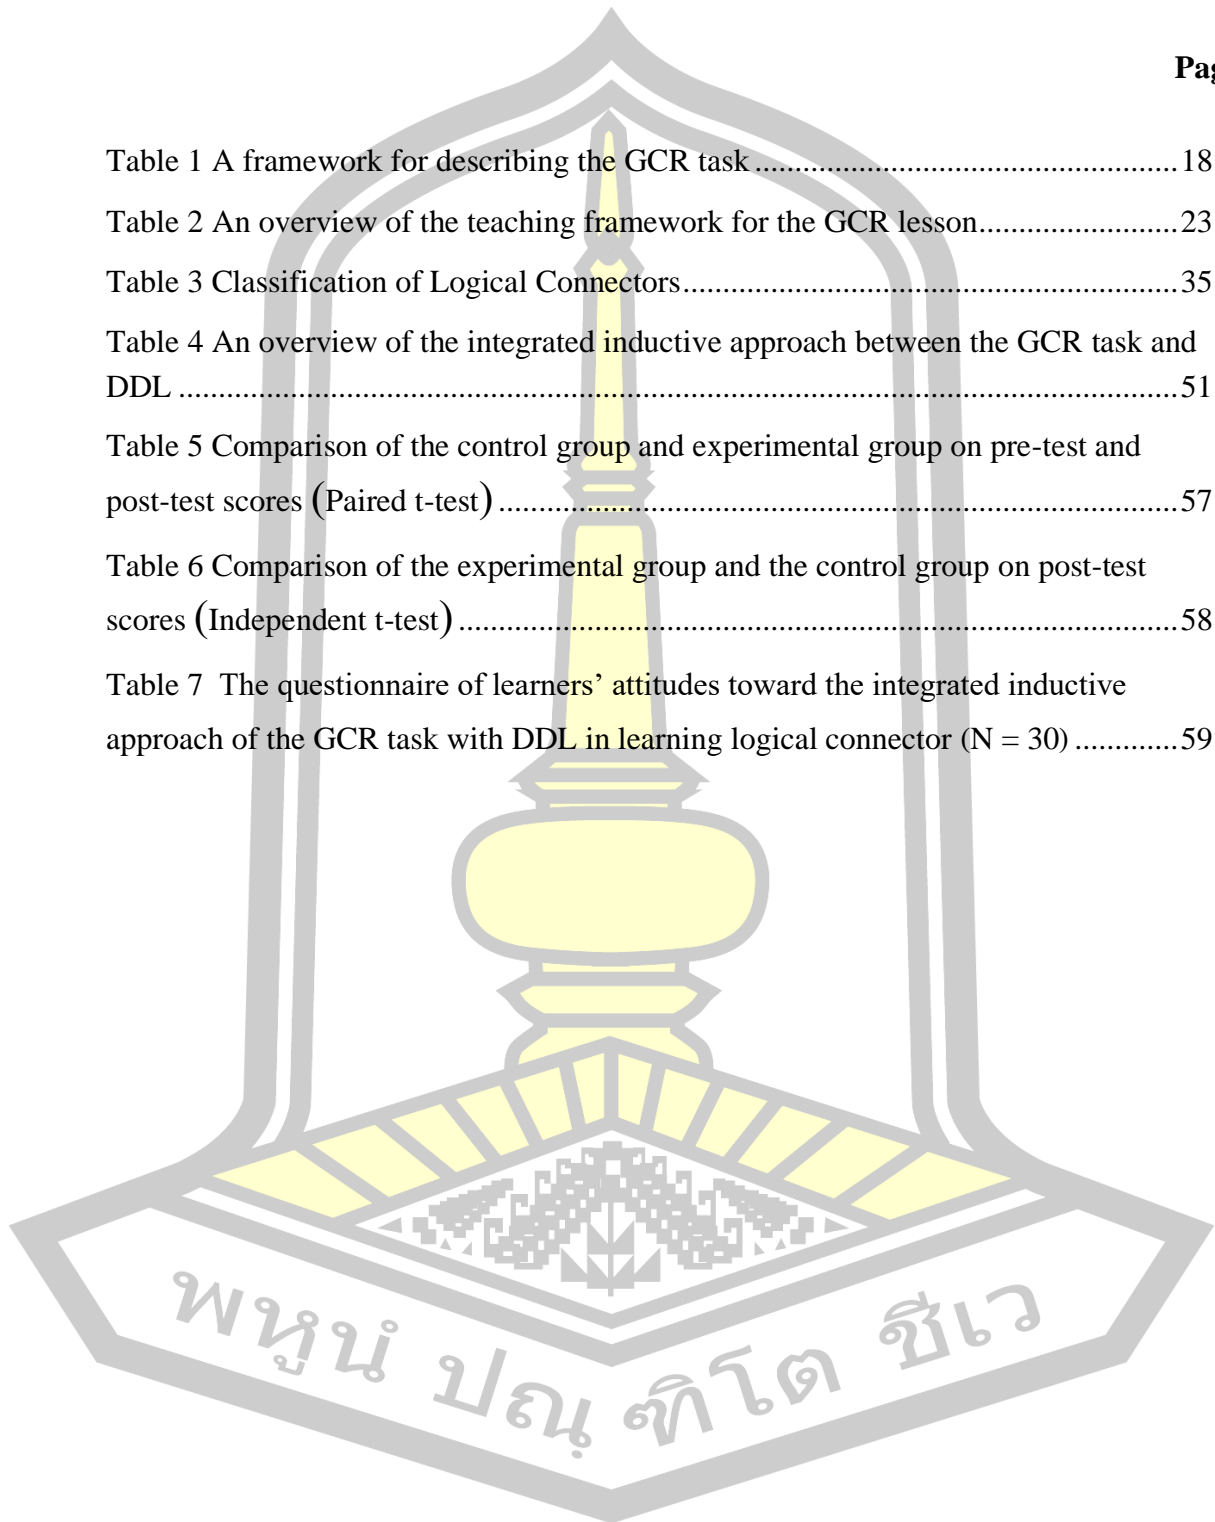 Pag
Table 1 A framework for describing the GCR task ........................................................18
Table 2 An overview of the teaching framework for the GCR lesson..........................23
Table 3 Classification of Logical Connectors..................................................................35
Table 4 An overview of the integrated inductive approach between the GCR task and
DDL ....................................................................................................................................51
Table 5 Comparison of the control group and experimental group on pre-test and
post-test scores (Paired t-test) ..........................................................................................57
Table 6 Comparison of the experimental group and the control group on post-test
scores (Independent t-test) ...............................................................................................58
Table 7 The questionnaire of learners’ attitudes toward the integrated inductive
approach of the GCR task with DDL in learning logical connector (N = 30) .............59
พหูนํ ปณฺ ฑิโต ชีเว